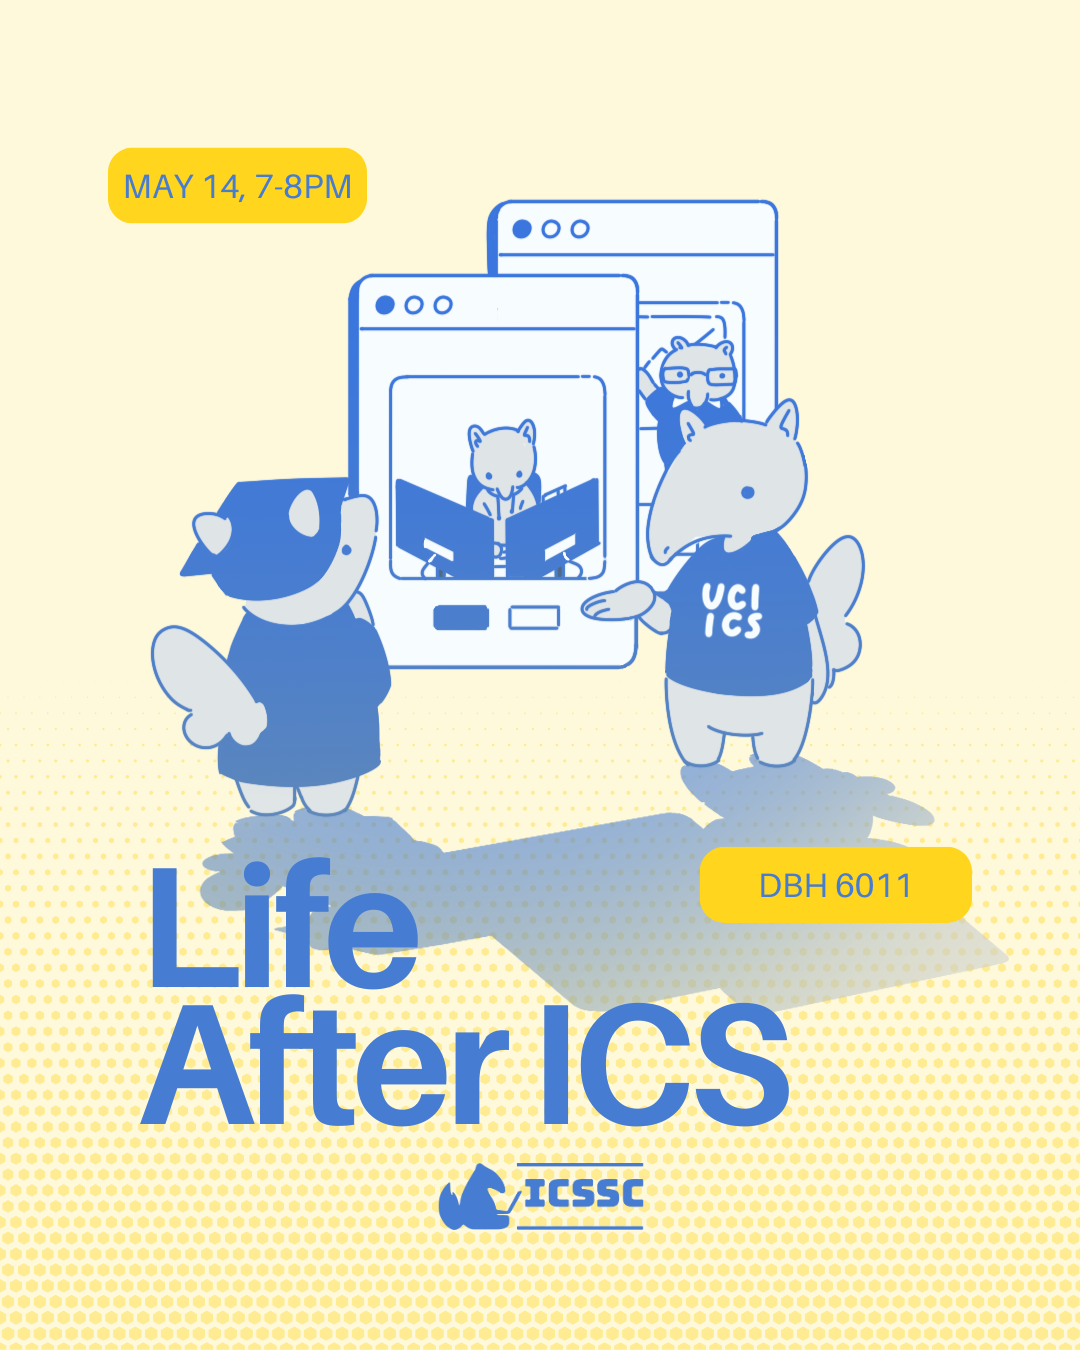 MAY 14, 7-8PM
UCI
ICS
DBH 6011
Life
After ICS
ICSSC